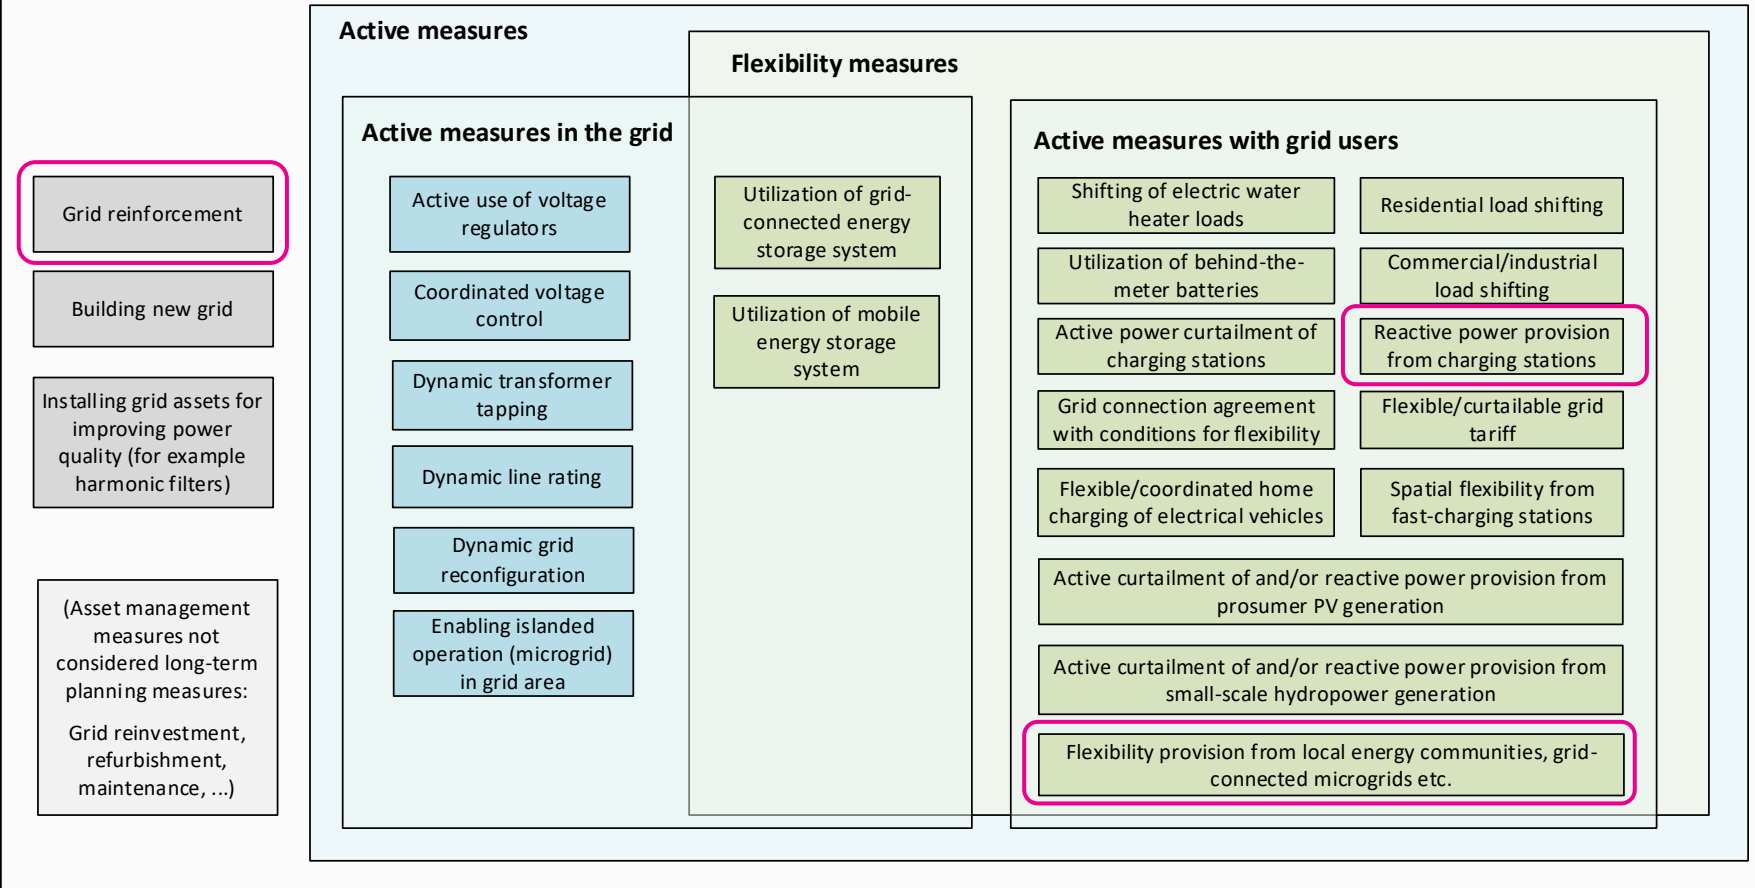 Active measures
Flexibility measures
Active measures in the grid
Active measures with grid users
Grid reinforcement
Building new grid
Installing grid assets for
improving power
quality (for example
harmonic filters)
(Asset management
measures not
considered long-term
planning measures:
Grid reinvestment,
refurbishment,
maintenance, ...)
Active use of voltage
regulators
Coordinated voltage
control
Dynamic transformer
tapping
Dynamic line rating
Dynamic grid
reconfiguration
Enabling islanded
operation (microgrid)
in grid area
Utilization of grid-
connected energy
storage system
Utilization of mobile
energy storage
system
Shifting of electric water
heater loads
Residential load shifting
Utilization of behind-the-
meter batteries
Commercial/industrial
load shifting
Active power curtailment of
charging stations
Reactive power provision
from charging stations
Grid connection agreement
with conditions for flexibility
Flexible/curtailable grid
tariff
Flexible/coordinated home
charging of electrical vehicles
Spatial flexibility from
fast-charging stations
Active curtailment of and/or reactive power provision from
prosumer PV generation
Active curtailment of and/or reactive power provision from
small-scale hydropower generation
Flexibility provision from local energy communities, grid-
connected microgrids etc.